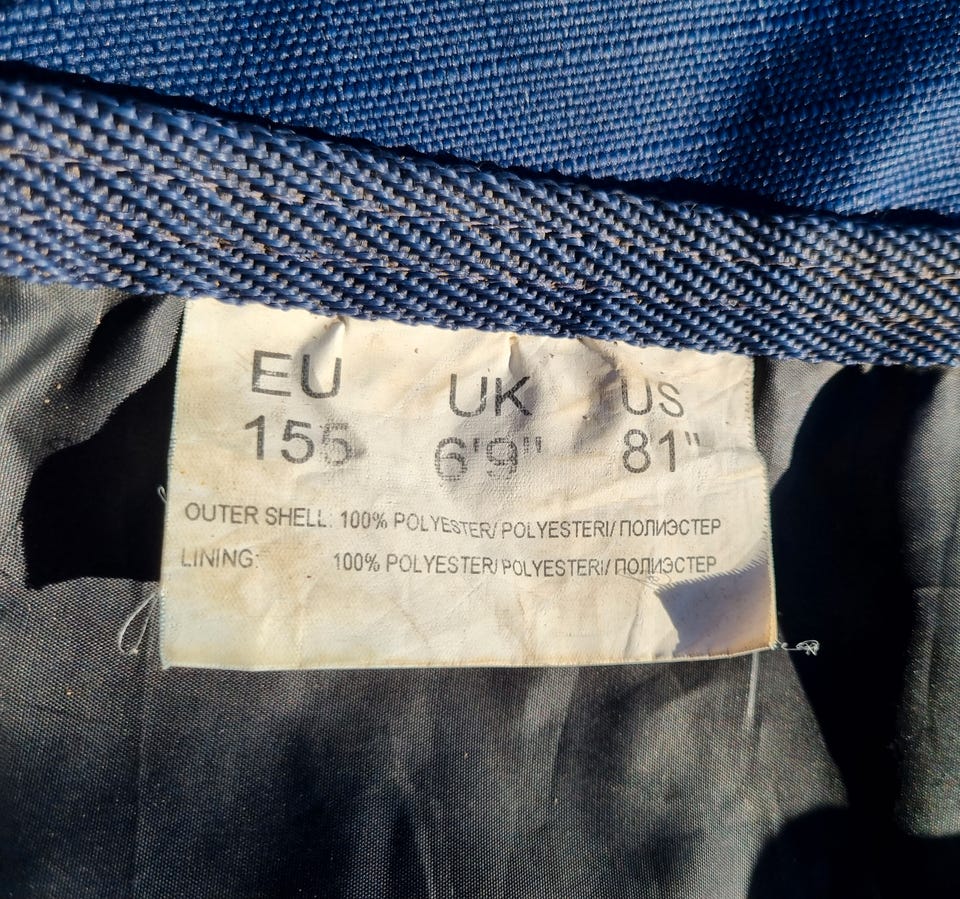 EU UK US
155 6'9" 81"
OUTER SHELL: 100% POLYESTER/ POLYESTERI/ ПОЛИЭСТЕР
LINING: 100% POLYESTER/ POLYESTERI/ ПОЛИЭСТЕР